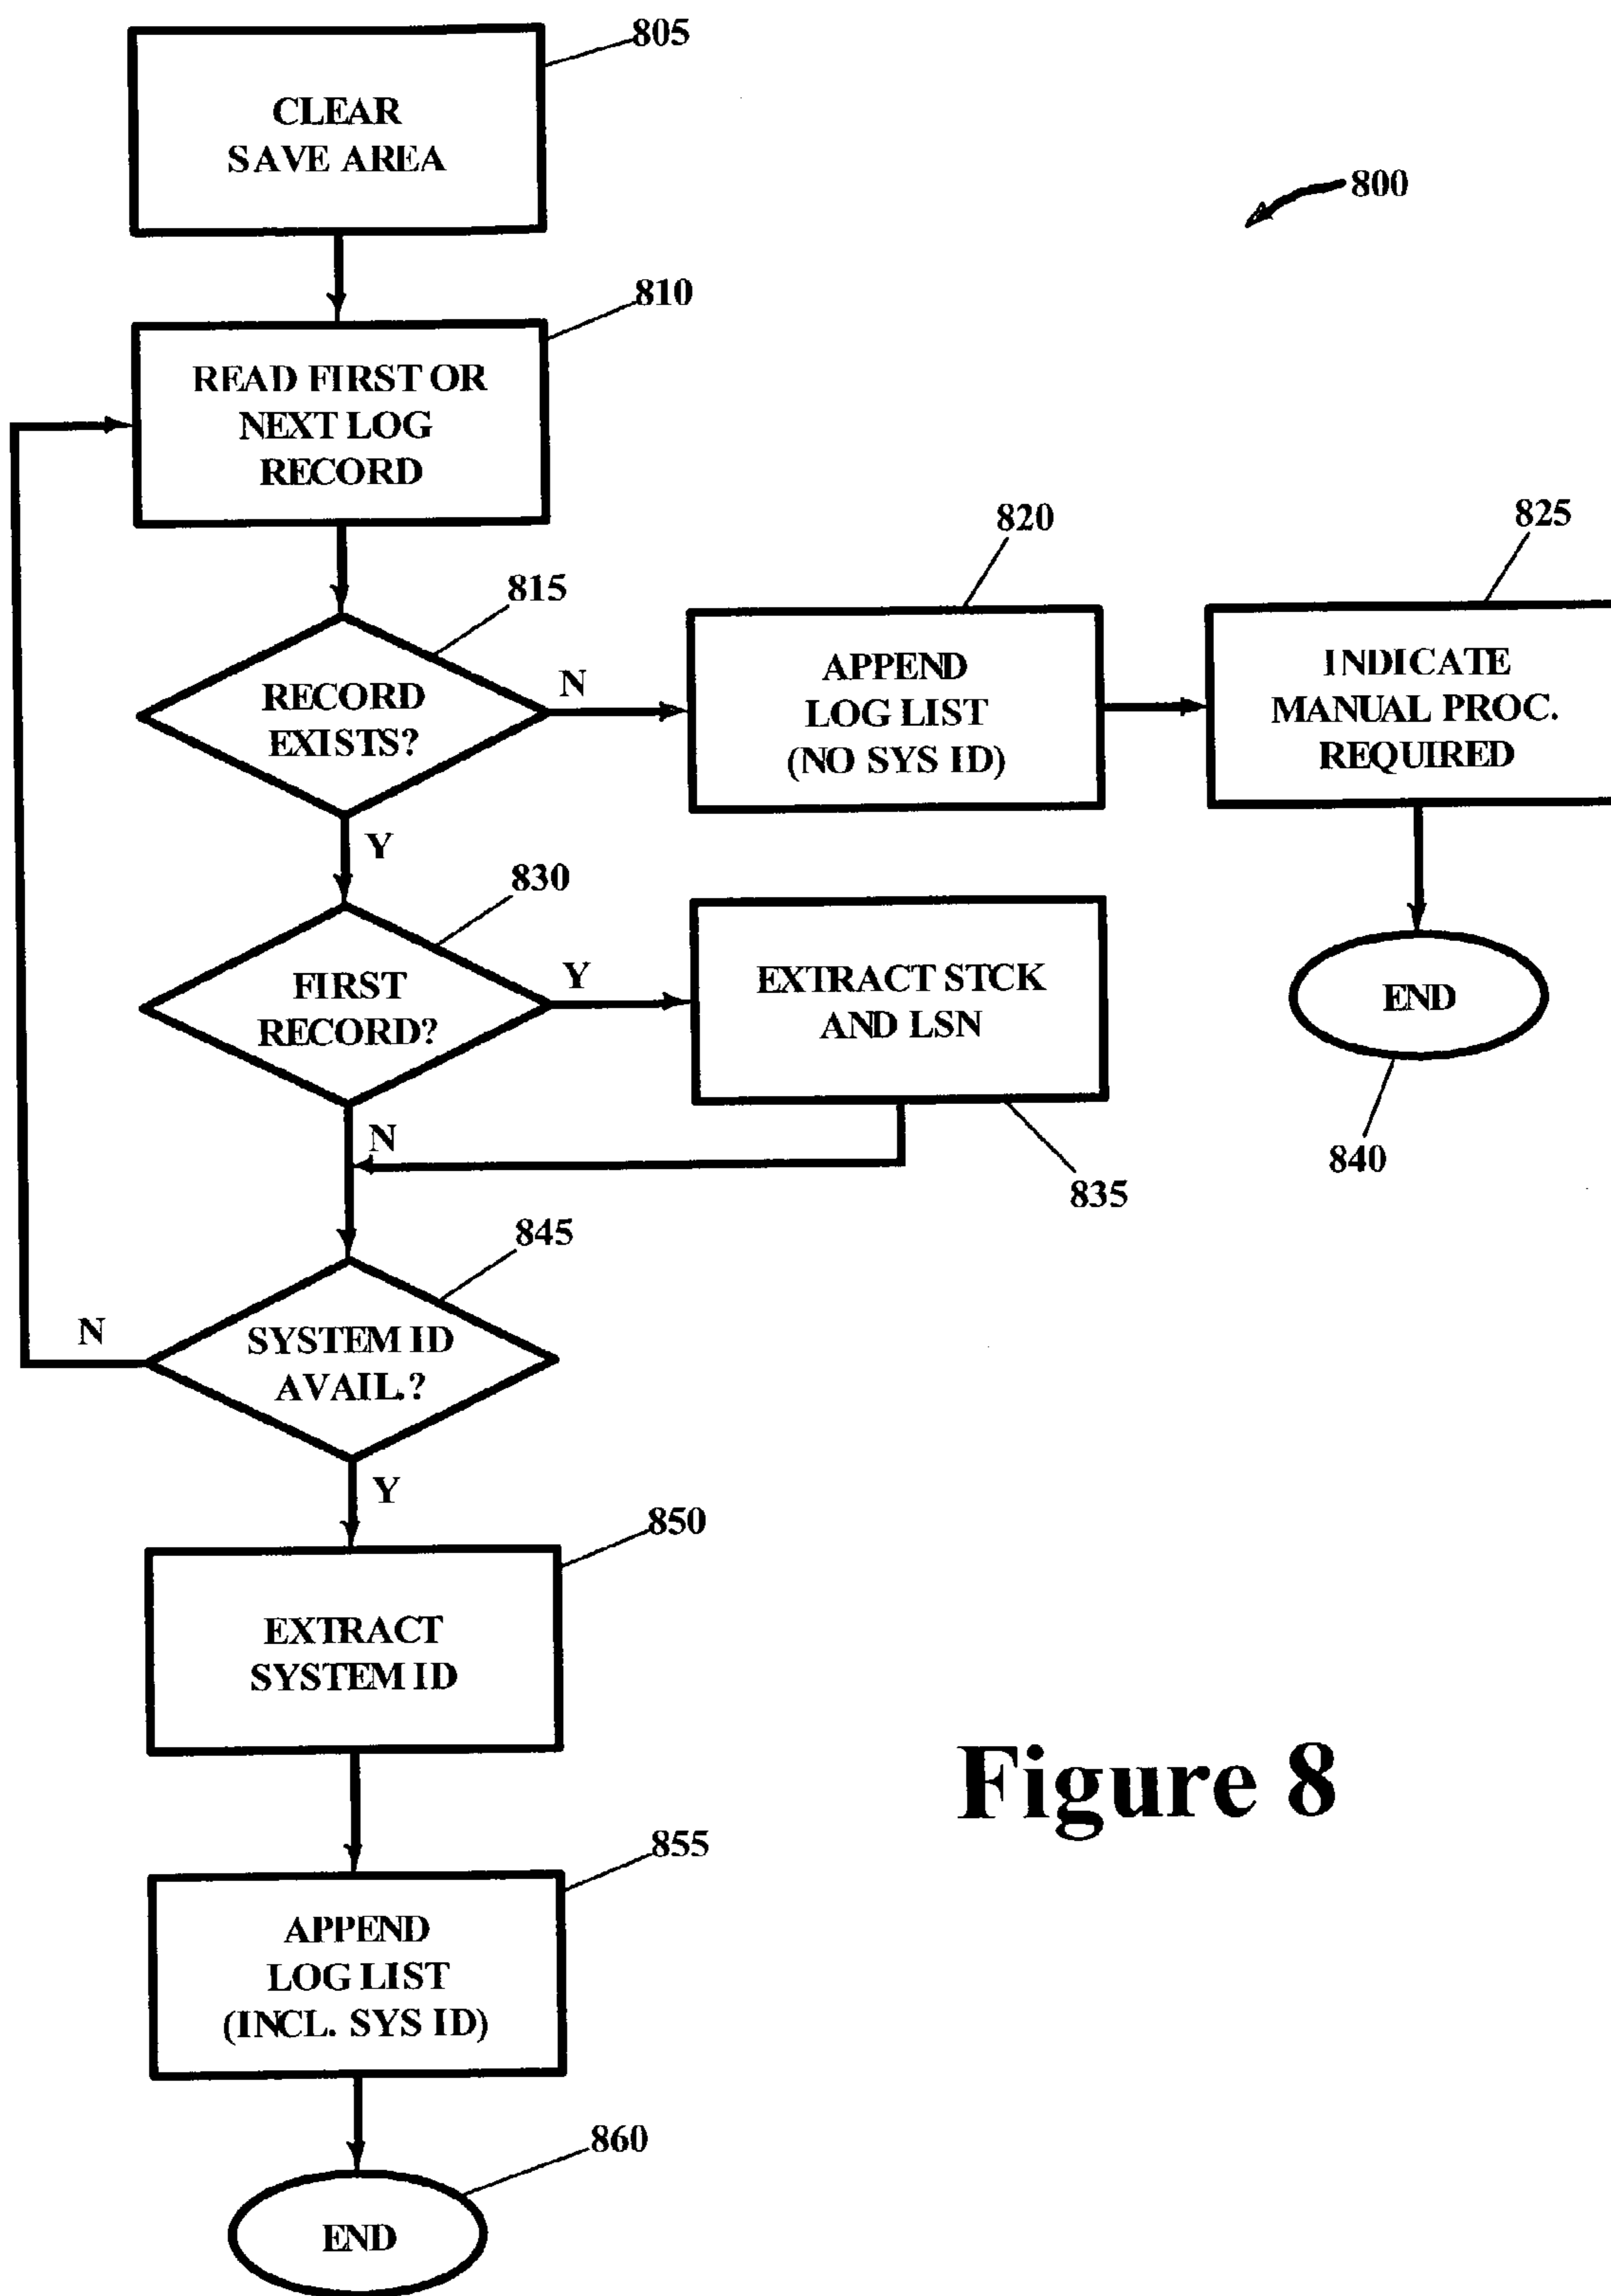 805
CLEAR
SAVE AREA
800
810
READ FIRST OR
NEXT LOG
RECORD
815
RECORD
EXISTS?
N
820
APPEND
LOG LIST
(NO SYS ID)
825
INDICATE
MANUAL PROC.
REQUIRED
Y
830
FIRST
RECORD?
Y
EXTRACT STCK
AND LSN
835
END
840
N
845
SYSTEM ID
AVAIL.?
N
Y
850
EXTRACT
SYSTEM ID
855
APPEND
LOG LIST
(INCL. SYS ID)
860
END
Figure 8